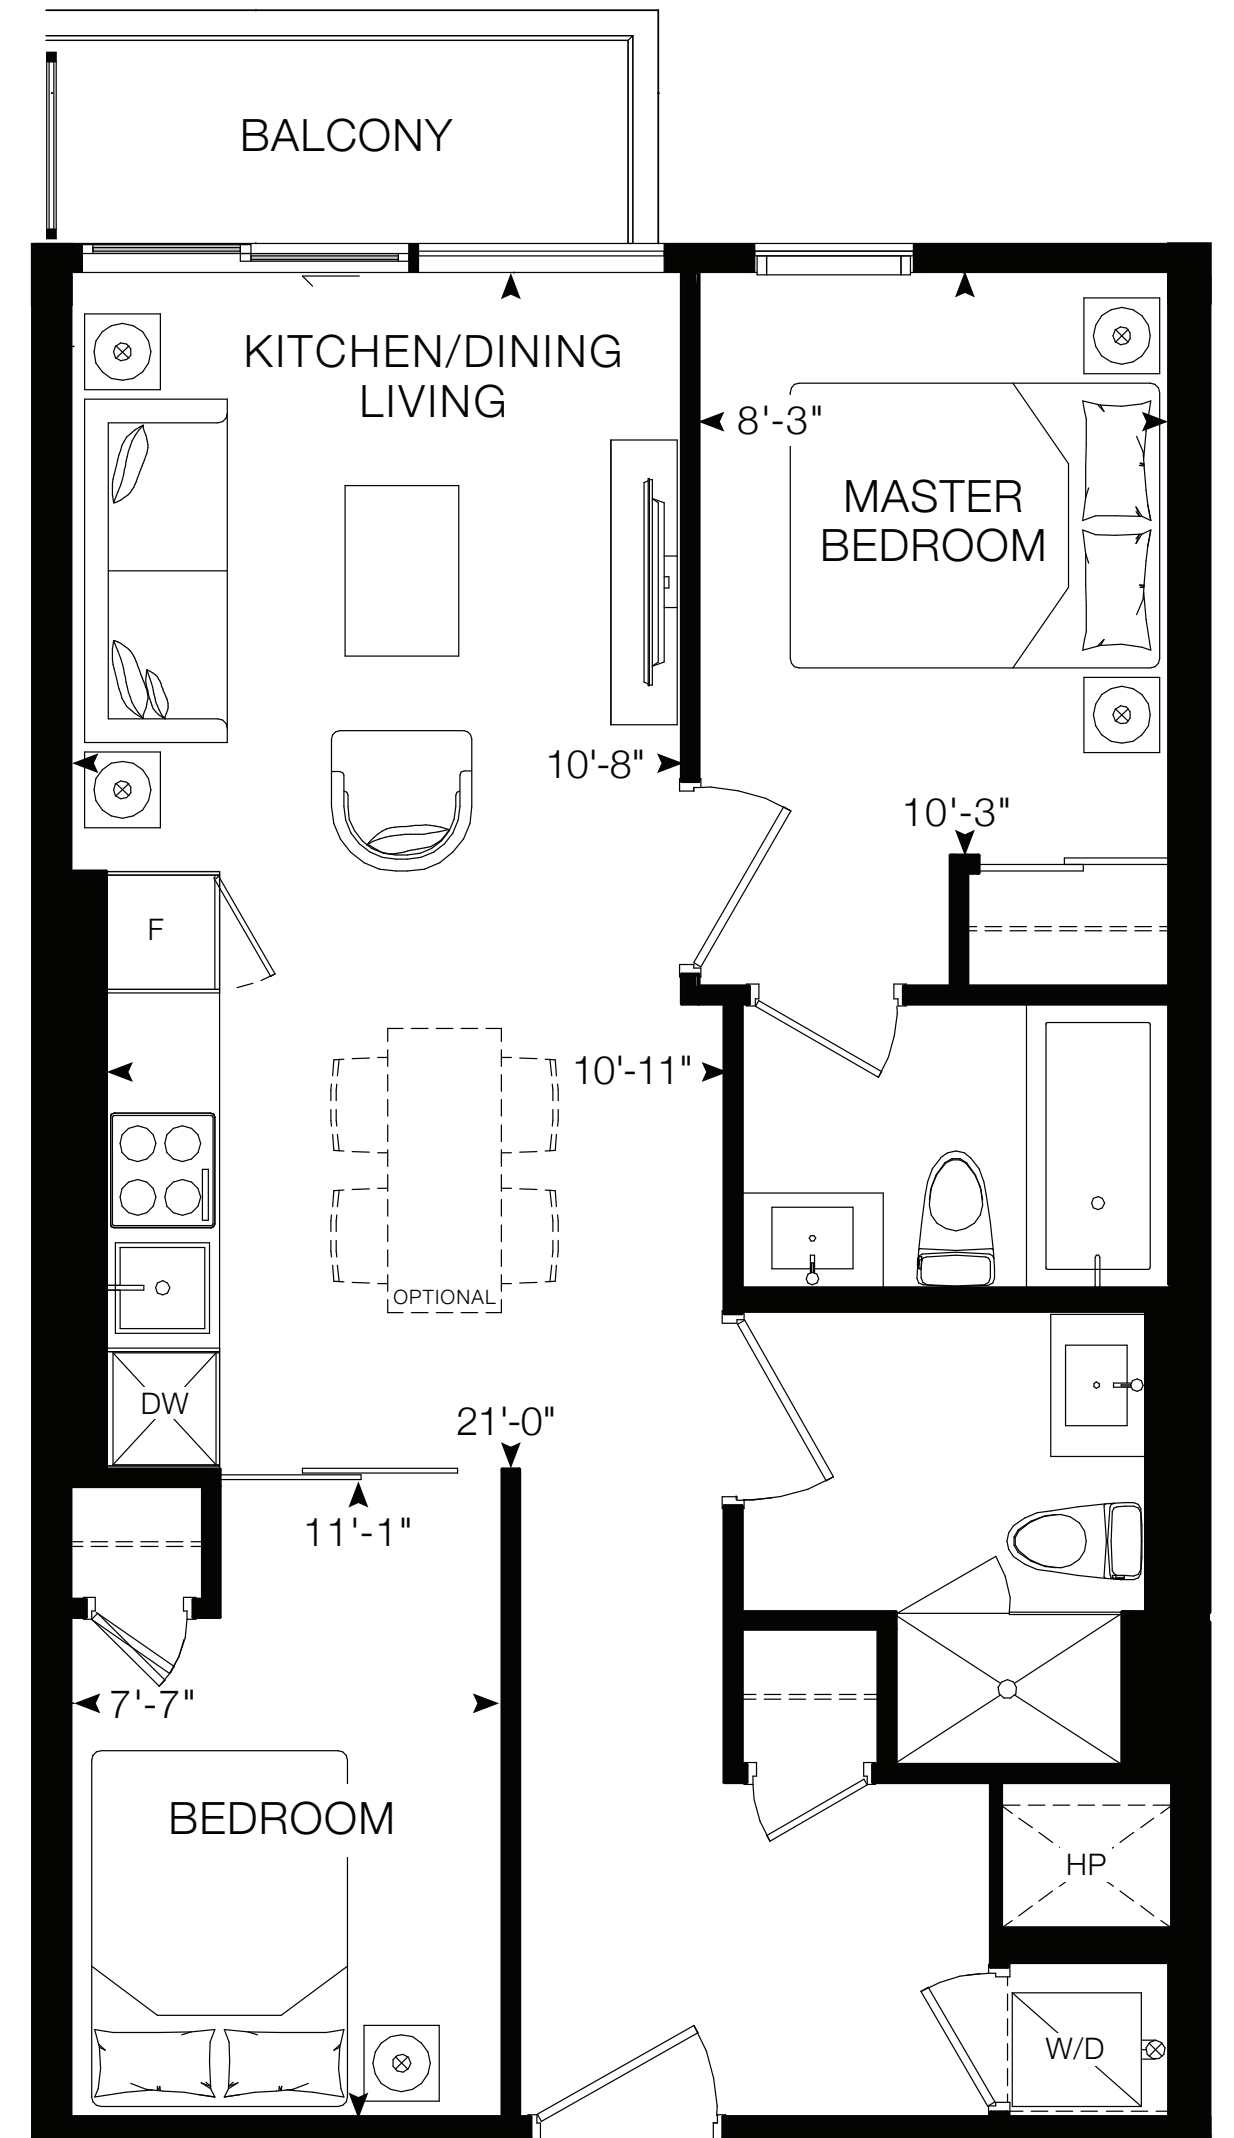 BALCONY
KITCHEN/DINING
LIVING
8'-3"
MASTER
BEDROOM
10'-8"
10'-3"
F
10'-11"
OPTIONAL
DW
21'-0"
11'-1"
7'-7"
BEDROOM
HP
W/D